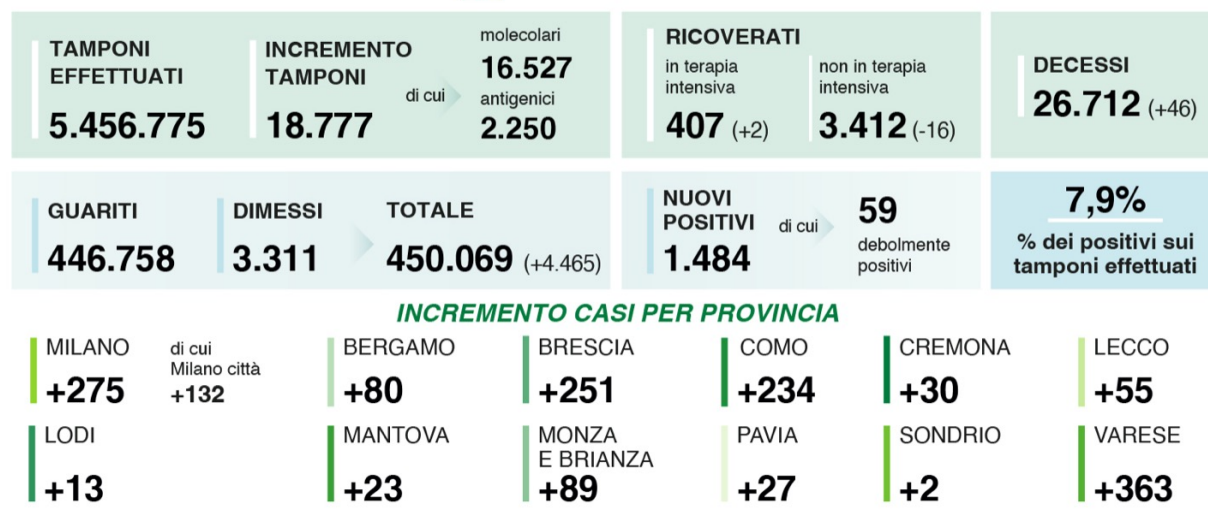 TAMPONI
EFFETTUATI
5.456.775
INCREMENTO
TAMPONI
18.777
di cui
molecolari
16.527
antigenici
2.250
RICOVERATI
in terapia
intensiva
407 (+2)
non in terapia
intensiva
3.412 (-16)
DECESSI
26.712 (+46)
GUARITI
446.758
DIMESSI
3.311
TOTALE
450.069 (+4.465)
NUOVI
POSITIVI
1.484
di cui
59
debolmente
positivi
7,9%
% dei positivi sui
tamponi effettuati
INCREMENTO CASI PER PROVINCIA
MILANO
+275
di cui
Milano città
+132
BERGAMO
+80
BRESCIA
+251
COMO
+234
CREMONA
+30
LECCO
+55
LODI
+13
MANTOVA
+23
MONZA
E BRIANZA
+89
PAVIA
+27
SONDRIO
+2
VARESE
+363